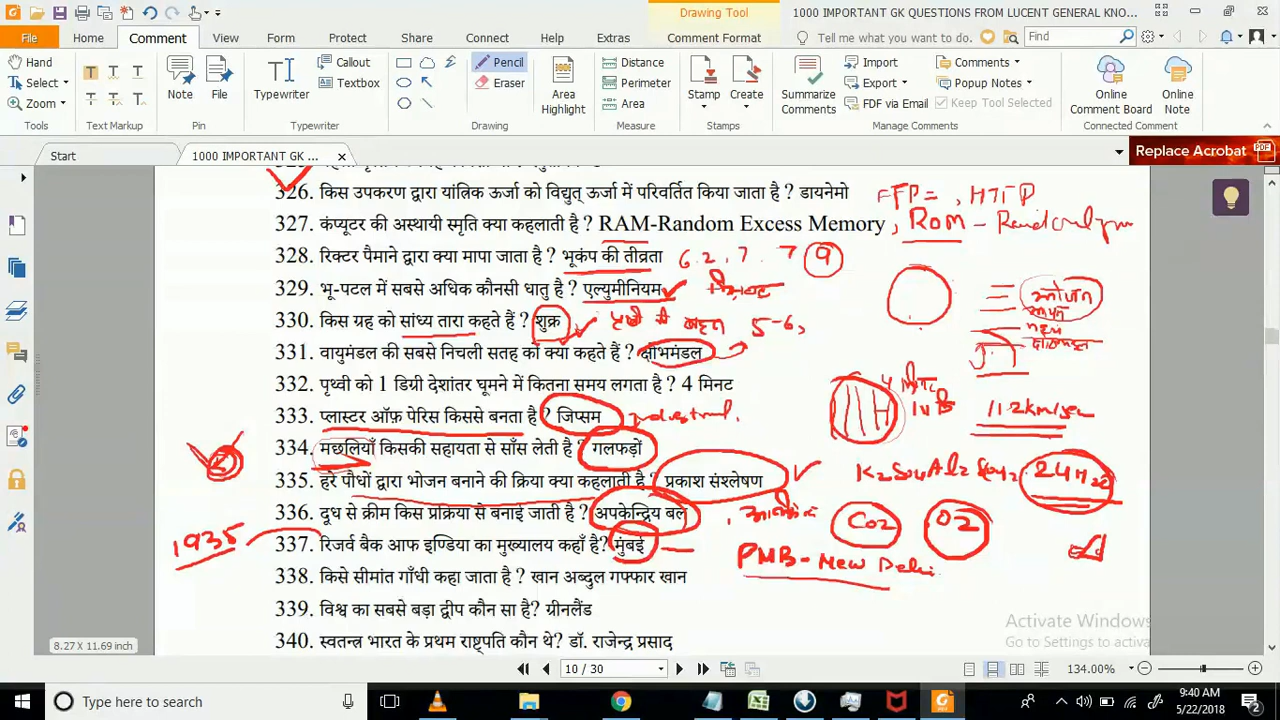 Drawing Tool
1000 IMPORTANT GK QUESTIONS FROM LUCENT GENERAL KNO...
File Home Comment View Form Protect Share Connect Help Extras Comment Format Tell me what you want to do.. Find
Hand Select Zoom
Tools
Text Markup
Note File
Pin
Typewriter Callout Textbox
Typewriter
Pencil Eraser
Drawing
Area Highlight
Distance Perimeter Area
Measure
Stamp Create
Stamps
Summarize Comments Import Export FDF via Email Comments Popup Notes Keep Tool Selected
Manage Comments
Online Comment Board Online Note
Connected Comment
Start 1000 IMPORTANT GK ... Replace Acrobat PDF
326. किस उपकरण द्वारा यांत्रिक ऊर्जा को विद्युत् ऊर्जा में परिवर्तित किया जाता है ? डायनेमो
327. कंप्यूटर की अस्थायी स्मृति क्या कहलाती है ? RAM-Random Excess Memory , ROM -
328. रिक्टर पैमाने द्वारा क्या मापा जाता है ? भूकंप की तीव्रता 6.2, 7. 7 9
329. भू-पटल में सबसे अधिक कौनसी धातु है ? एल्युमीनियम
330. किस ग्रह को सांध्य तारा कहते हैं ? शुक्र 5-6,
331. वायुमंडल की सबसे निचली सतह को क्या कहते हैं ? क्षोभमंडल
332. पृथ्वी को 1 डिग्री देशांतर घूमने में कितना समय लगता है ? 4 मिनट
333. प्लास्टर ऑफ़ पेरिस किससे बनता है ? जिप्सम 11.2km/sec
334. मछलियाँ किसकी सहायता से साँस लेती है ? गलफड़ों
335. हरे पौधों द्वारा भोजन बनाने की क्रिया क्या कहलाती है ? प्रकाश संश्लेषण 24H2O
336. दूध से क्रीम किस प्रक्रिया से बनाई जाती है ? अपकेन्द्रिय बल CO2 O2
1935 337. रिजर्व बैक आफ इण्डिया का मुख्यालय कहाँ है? मुंबई PMB - New Delhi
338. किसे सीमांत गाँधी कहा जाता है ? खान अब्दुल गफ्फार खान
339. विश्व का सबसे बड़ा द्वीप कौन सा है? ग्रीनलैंड
340. स्वतन्त्र भारत के प्रथम राष्ट्रपति कौन थे? डॉ. राजेन्द्र प्रसाद
Activate Windows
Go to Settings to activa
8.27 x 11.69 inch 10 / 30 134.00%
Type here to search 9:40 AM
5/22/2018